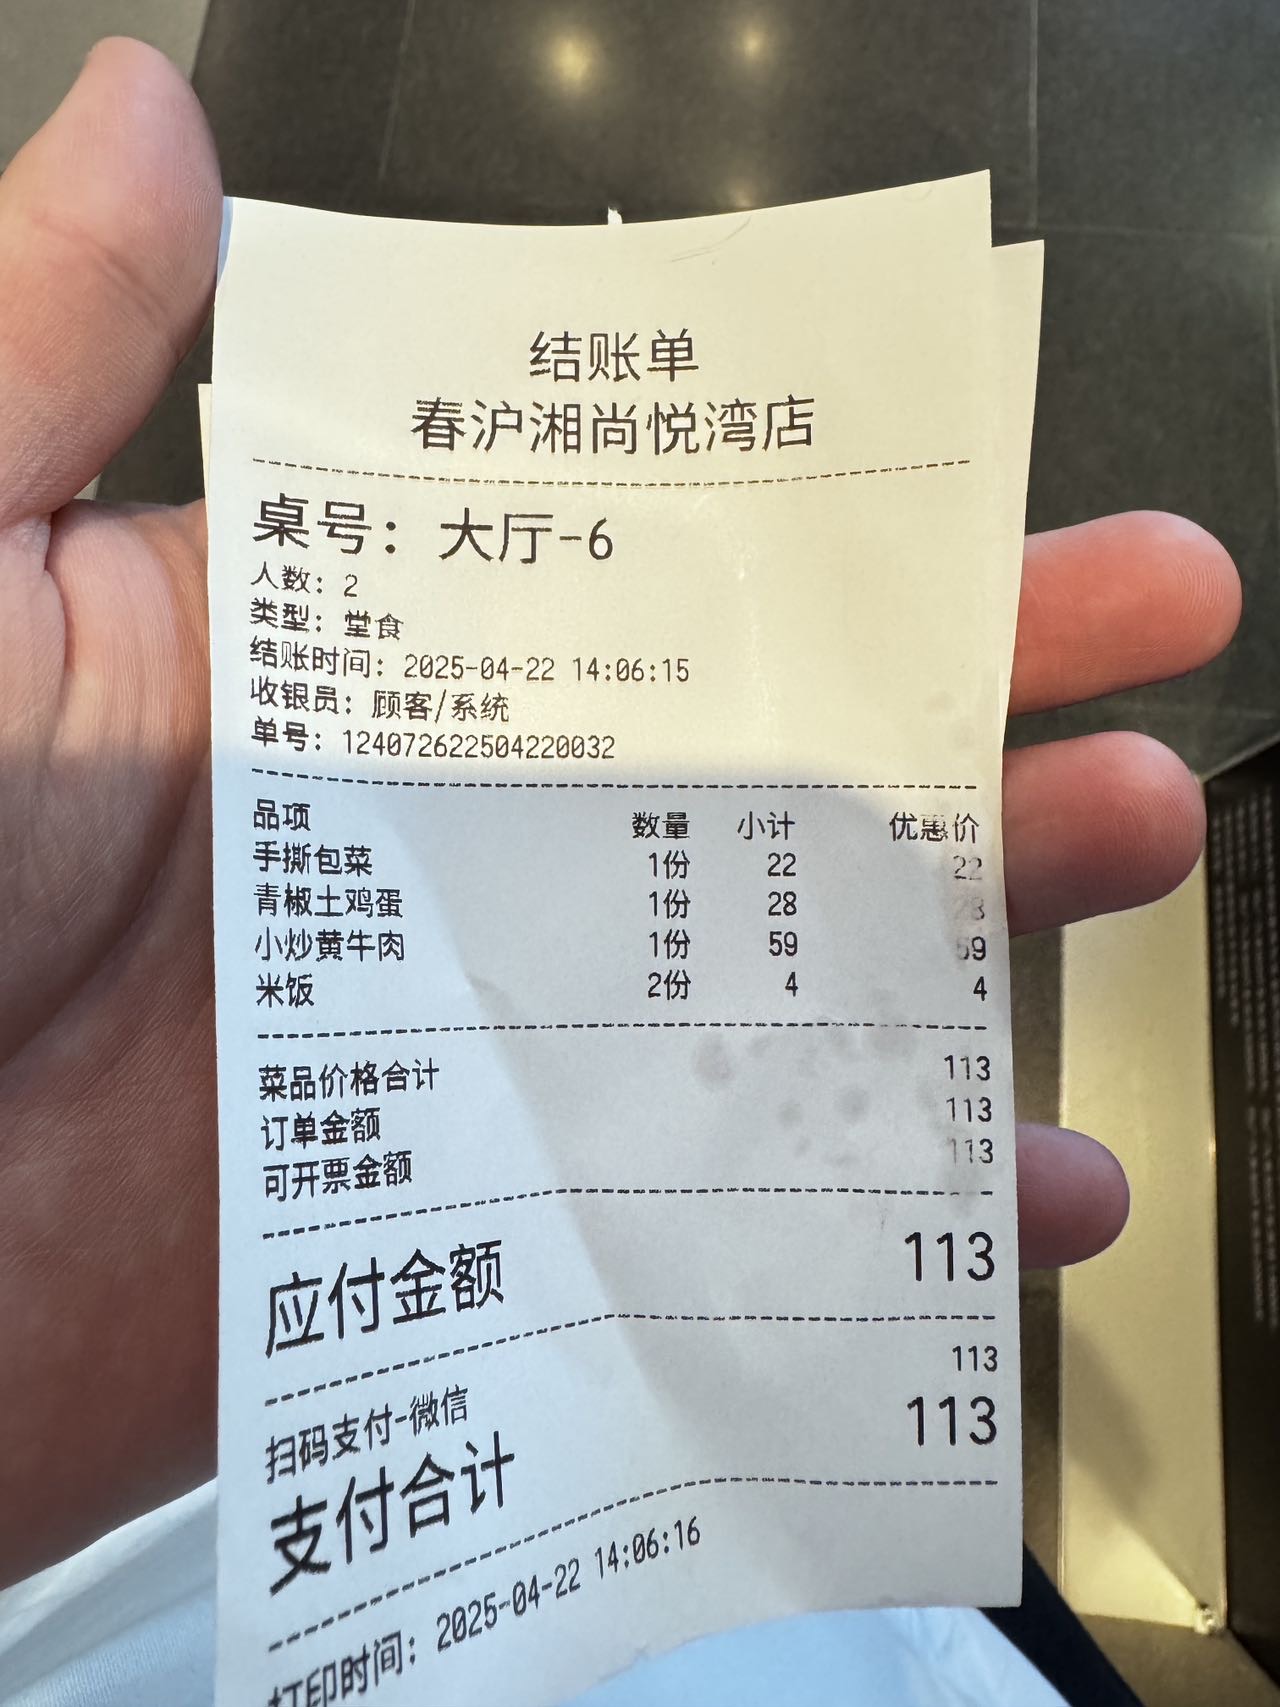 结账单
春沪湘尚悦湾店
桌号：大厅-6
人数：2
类型：堂食
结账时间：2025-04-22 14:06:15
收银员：顾客/系统
单号：124072622504220032
品项 数量 小计 优惠价
手撕包菜 1份 22 22
青椒土鸡蛋 1份 28 28
小炒黄牛肉 1份 59 59
米饭 2份 4 4
菜品价格合计 113
订单金额 113
可开票金额 113
应付金额 113
扫码支付-微信 113
支付合计 113
打印时间：2025-04-22 14:06:16